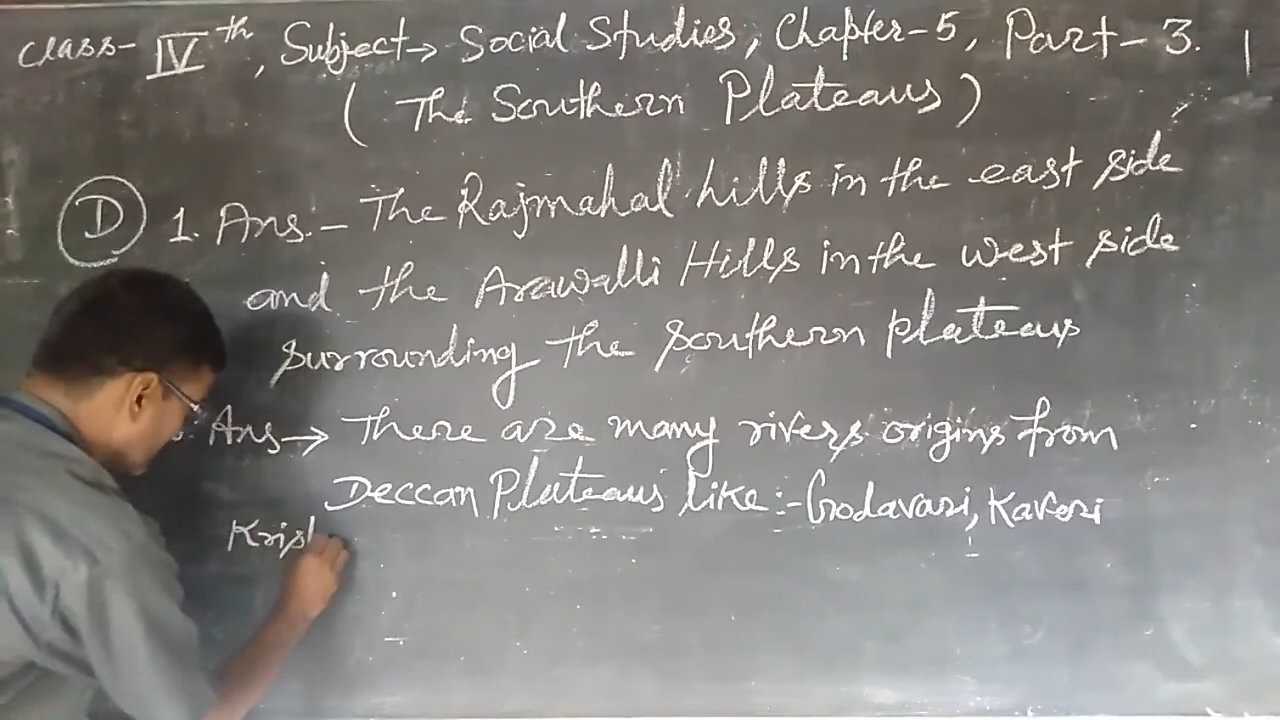 Class- IVth, Subject→ Social Studies, Chapter-5, Part-3.
(The Southern Plateaus)
D 1. Ans.- The Rajmahal hills in the east side
and the Arawalli Hills in the west side
surrounding the southern plateaus
Ans→ There are many rivers origins from
Deccan Plateaus like:- Godavari, Kaveri
Krish